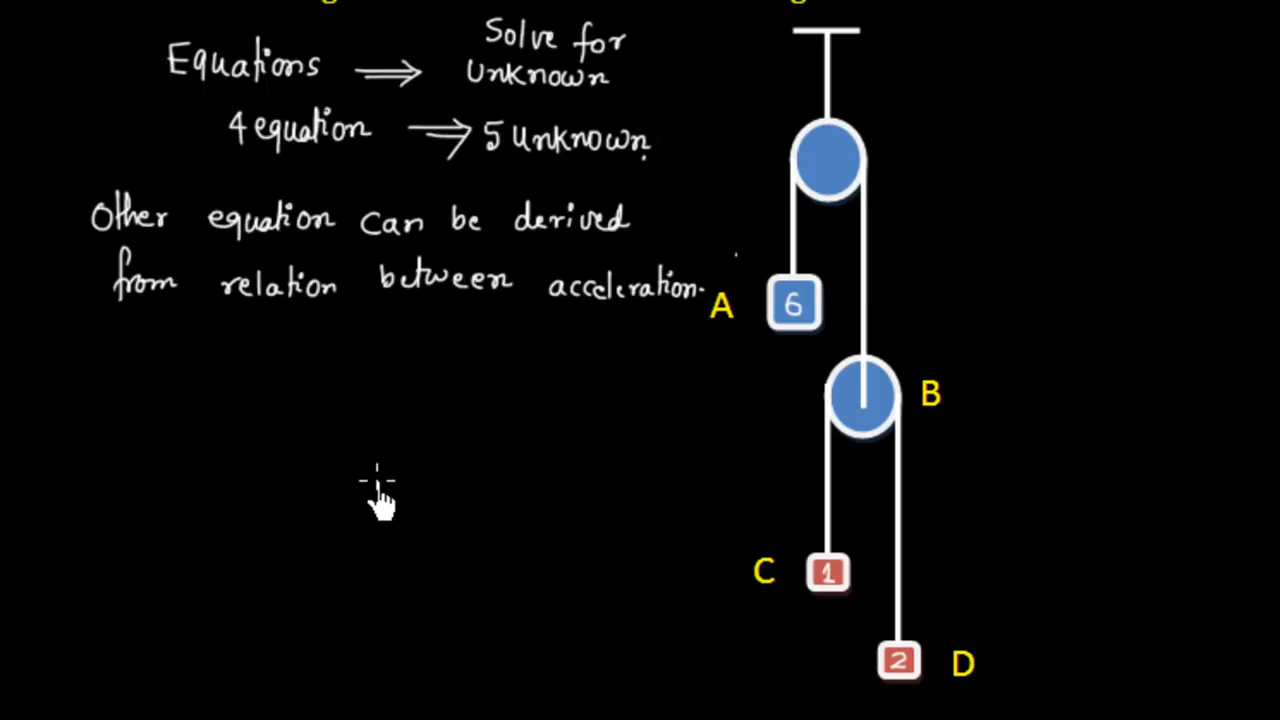 Equations ⟹ Solve for
Unknown
4 equation ⟹ 5 Unknown.
Other equation can be derived
from relation between acceleration.
A
6
B
C
1
2
D